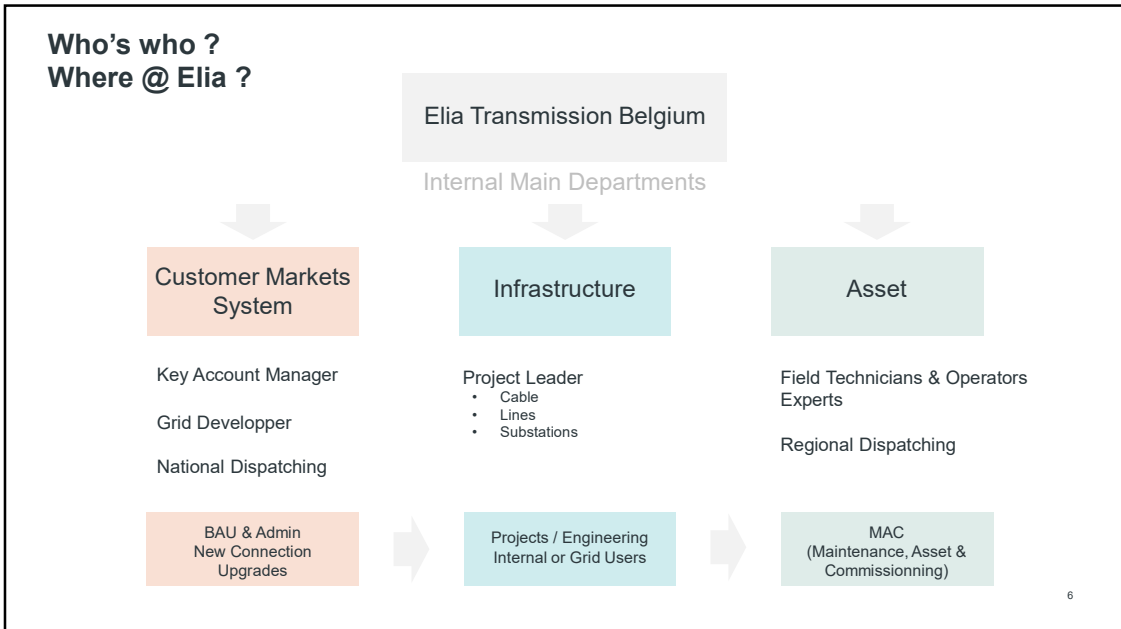 Who's who ?
Where @ Elia ?
Elia Transmission Belgium
Internal Main Departments
Customer Markets
System
Infrastructure
Asset
Key Account Manager
Grid Developper
National Dispatching
Project Leader
• Cable
• Lines
• Substations
Field Technicians & Operators
Experts
Regional Dispatching
BAU & Admin
New Connection
Upgrades
Projects / Engineering
Internal or Grid Users
MAC
(Maintenance, Asset &
Commissionning)
6